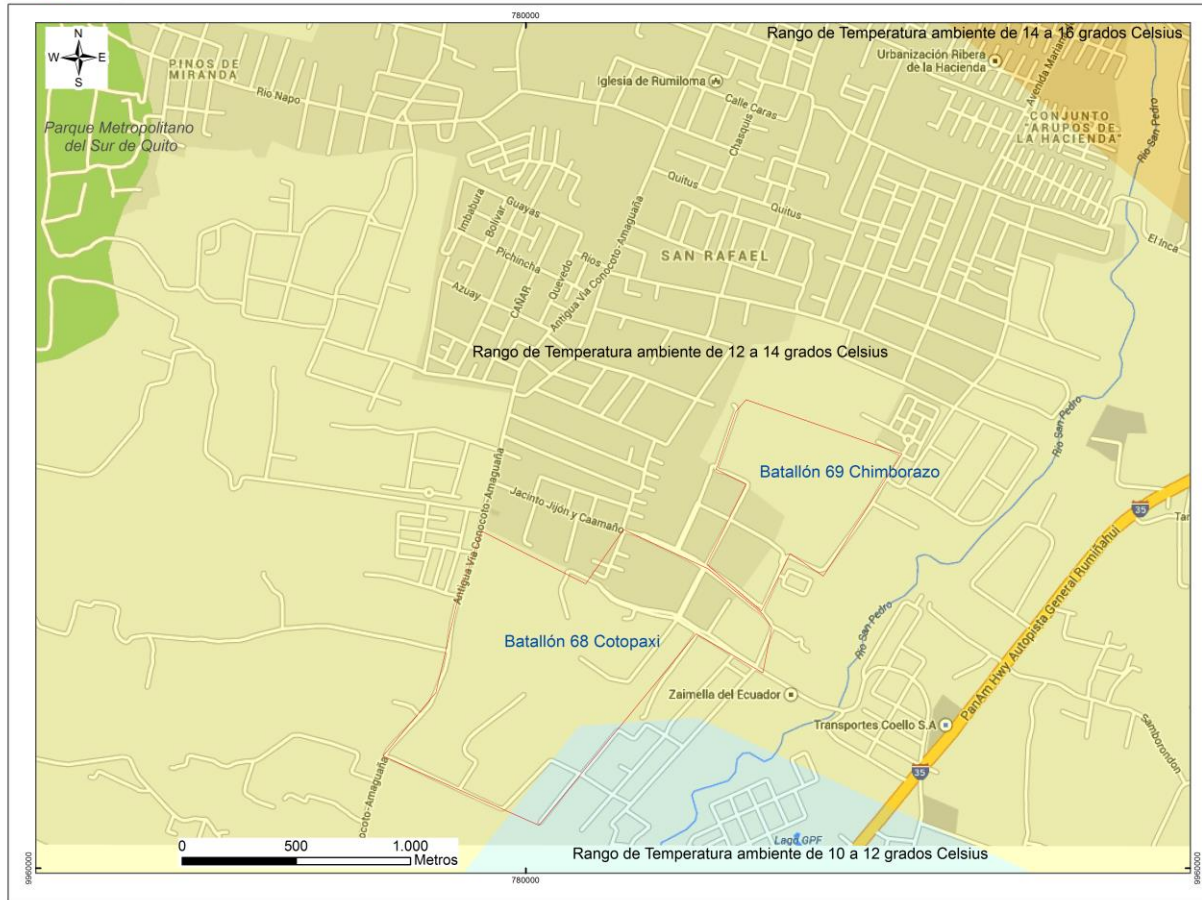 780000
Rango de Temperatura ambiente de 14 a 16 grados Celsius
N
W E
S
PINOS DE
MIRANDA
Rio Napo
Parque Metropolitano
del Sur de Quito
Iglesia de Rumiloma
Calle Caras
Chasquis
Urbanización Ribera
de la Hacienda
CONJUNTO
"ARUPOS DE
LA HACIENDA"
Rio San Pedro
El Inca
Quitus
Quitus
SAN RAFAEL
Imbabura
Bolivar
Guayas
Pichincha
Rios
Azuay
CAÑAR
Quevedo
Antigua Via Conocoto-Amaguaña
Rango de Temperatura ambiente de 12 a 14 grados Celsius
Rio San Pedro
Batallón 69 Chimborazo
35
Jacinto Jijón y Caamaño
Antigua Via Conocoto-Amaguaña
PanAm Hwy Autopista General Rumiñahui
Batallón 68 Cotopaxi
Rio San Pedro
Zaimella del Ecuador
Transportes Coello S.A
Samborondon
35
ocoto-Amaguaña
Lago GPF
0 500 1.000
Metros
Rango de Temperatura ambiente de 10 a 12 grados Celsius
9960000
9960000
780000